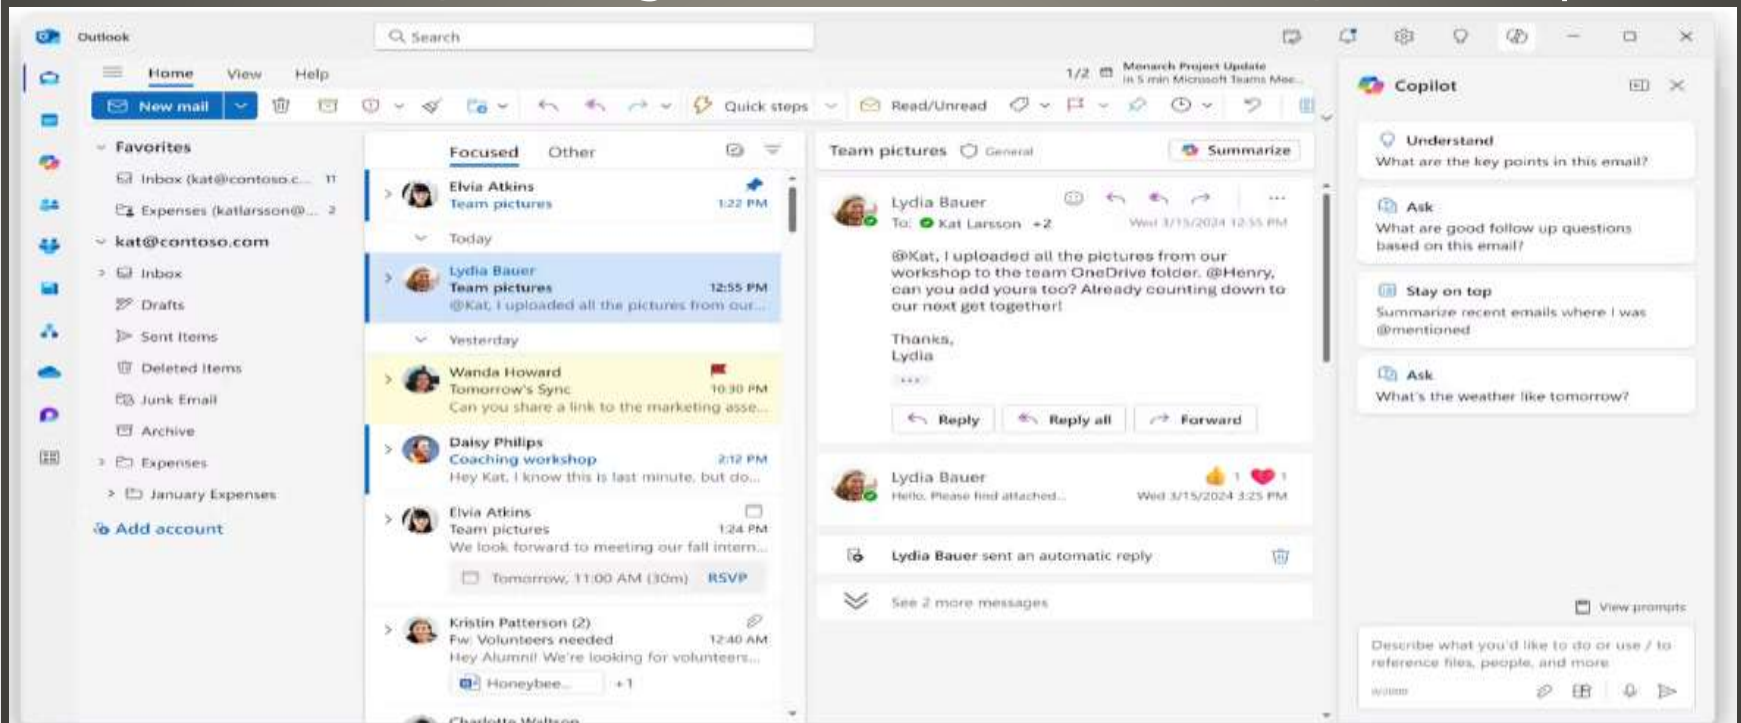 Outlook
Search
Home View Help
1/2 Monarch Project Update
in 5 min Microsoft Teams Mee...
New mail
Quick steps
Read/Unread
Favorites
Inbox (kat@contoso.c... 11
Expenses (katlarsson@... 2
kat@contoso.com
Inbox
Drafts
Sent Items
Deleted Items
Junk Email
Archive
Expenses
January Expenses
Add account
Focused Other
Elvia Atkins
Team pictures 1:22 PM
Today
Lydia Bauer
Team pictures 12:55 PM
@Kat, I uploaded all the pictures from our...
Yesterday
Wanda Howard
Tomorrow's Sync 10:30 PM
Can you share a link to the marketing asse...
Daisy Philips
Coaching workshop 2:12 PM
Hey Kat, I know this is last minute, but do...
Elvia Atkins
Team pictures 1:24 PM
We look forward to meeting our fall intern...
Tomorrow, 11:00 AM (30m) RSVP
Kristin Patterson (2)
Fw: Volunteers needed 12:40 AM
Hey Alumni! We're looking for volunteers...
Honeybee... +1
Charlotte Waltson
Team pictures General
Summarize
Lydia Bauer
To: Kat Larsson +2
Wed 3/15/2024 12:55 PM
@Kat, I uploaded all the pictures from our
workshop to the team OneDrive folder. @Henry,
can you add yours too? Already counting down to
our next get together!
Thanks,
Lydia
...
Reply Reply all Forward
Lydia Bauer 1 1
Hello, Please find attached... Wed 3/15/2024 3:25 PM
Lydia Bauer sent an automatic reply
See 2 more messages
Copilot
Understand
What are the key points in this email?
Ask
What are good follow up questions
based on this email?
Stay on top
Summarize recent emails where I was
@mentioned
Ask
What's the weather like tomorrow?
View prompts
Describe what you'd like to do or use / to
reference files, people, and more